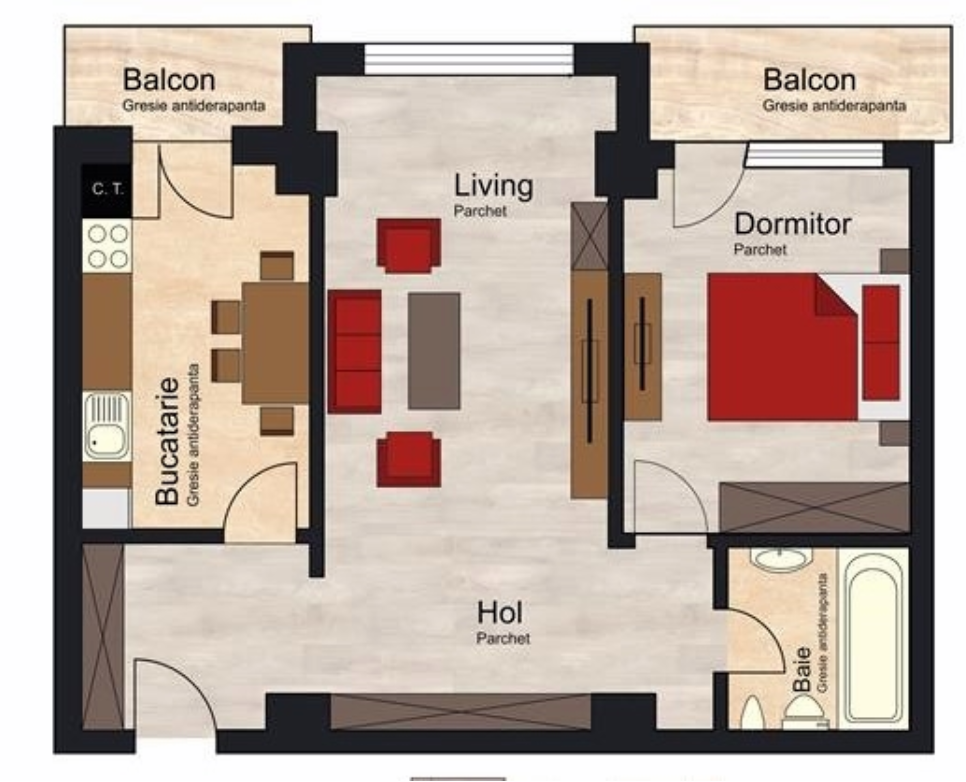 Balcon
Gresie antiderapanta
Balcon
Gresie antiderapanta
C. T.
Living
Parchet
Dormitor
Parchet
Bucatarie
Gresie antiderapanta
Hol
Parchet
Baie
Gresie antiderapanta